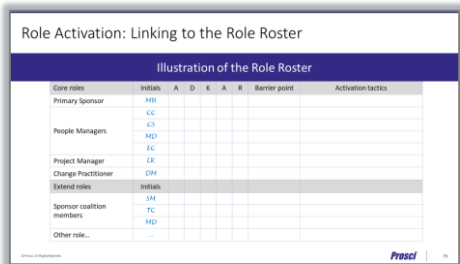 Role Activation: Linking to the Role Roster
Illustration of the Role Roster
Core roles Initials A D K A R Barrier point Activation tactics
Primary Sponsor MH
CC
People Managers CS
MD
EC
Project Manager LK
Change Practitioner DM
Extend roles Initials
SM
Sponsor coalition members TC
MD
Other role... ...
Prosci